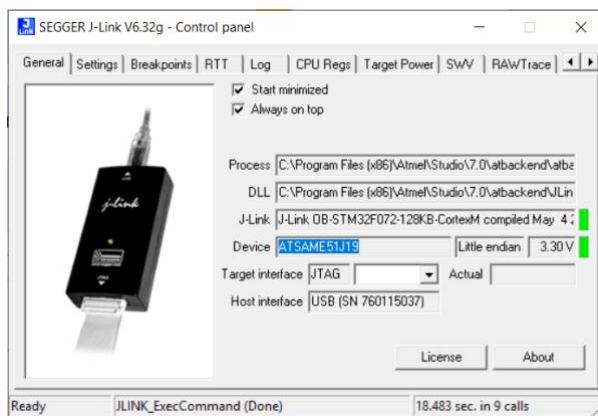 SEGGER J-Link V6.32g - Control panel
General Settings Breakpoints RTT Log CPU Regs Target Power SWV RAWTrace
Start minimized
Always on top
j-link
Process C:\Program Files (x86)\Atmel\Studio\7.0\atbackend\atba
DLL C:\Program Files (x86)\Atmel\Studio\7.0\atbackend\JLin
J-Link J-Link OB-STM32F072-128KB-CortexM compiled May 4 2
Device ATSAME51J19 Little endian 3.30 V
Target interface JTAG Actual
Host interface USB (SN 760115037)
License About
Ready JLINK_ExecCommand (Done) 18.483 sec. in 9 calls